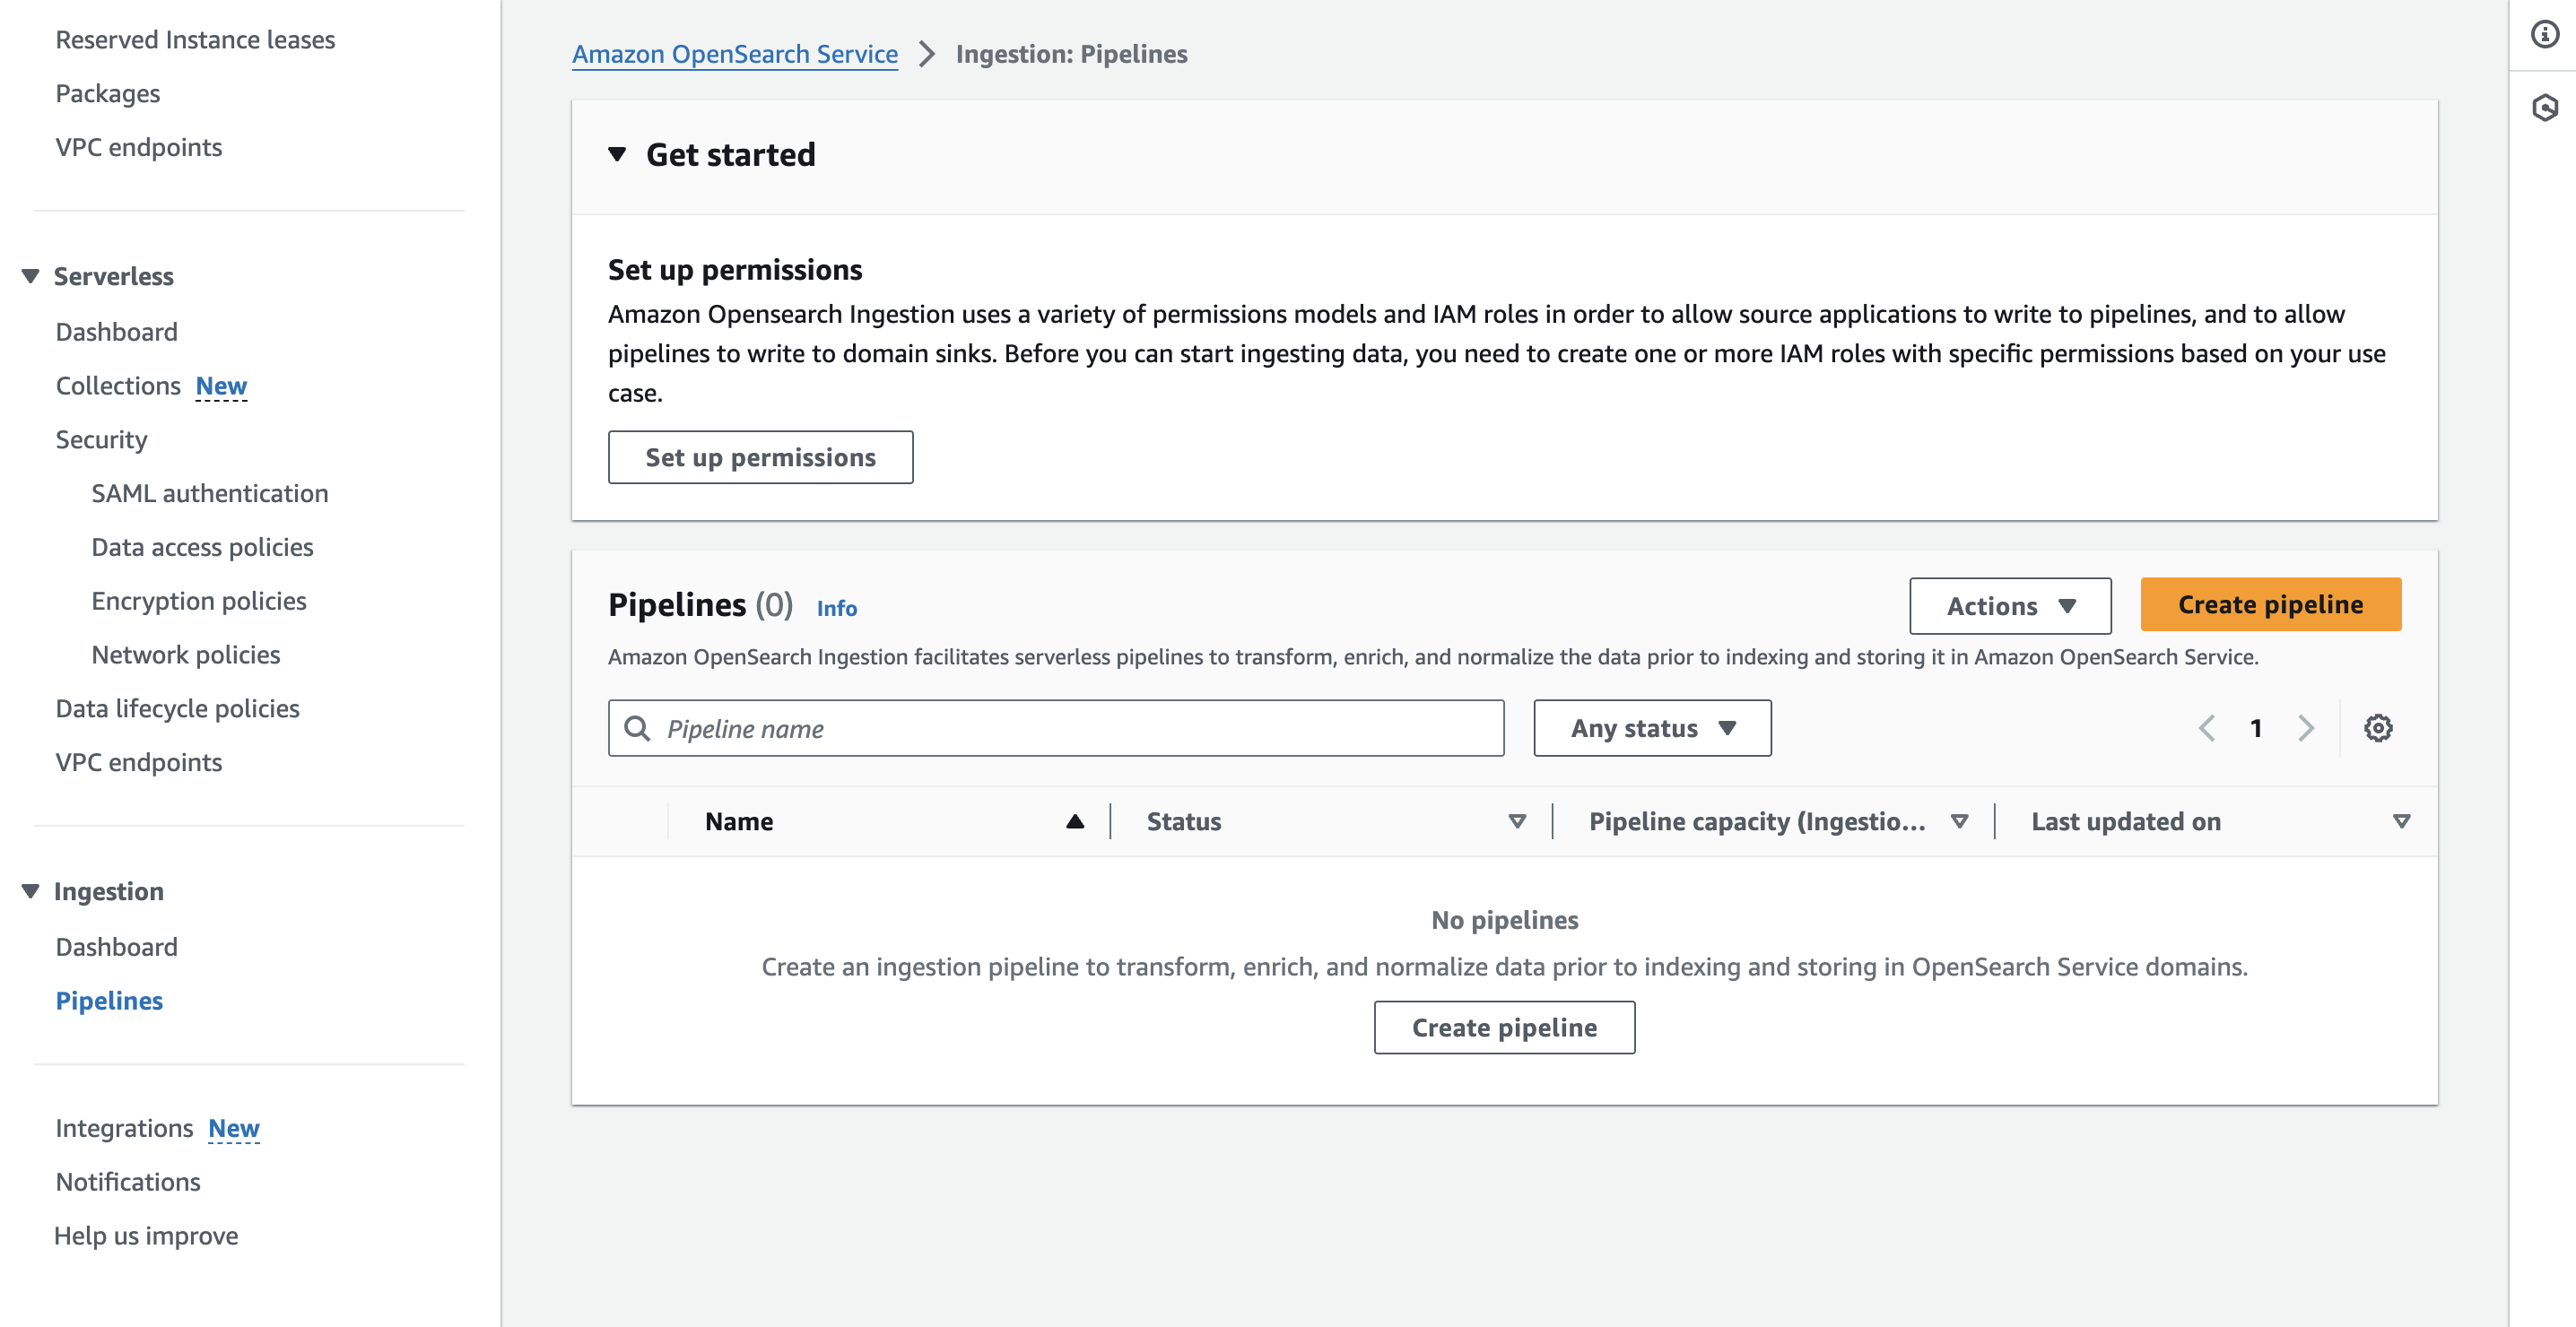 Reserved Instance leases
Packages
VPC endpoints
Serverless
Dashboard
Collections New
Security
SAML authentication
Data access policies
Encryption policies
Network policies
Data lifecycle policies
VPC endpoints
Ingestion
Dashboard
Pipelines
Integrations New
Notifications
Help us improve
Amazon OpenSearch Service > Ingestion: Pipelines
Get started
Set up permissions
Amazon Opensearch Ingestion uses a variety of permissions models and IAM roles in order to allow source applications to write to pipelines, and to allow
pipelines to write to domain sinks. Before you can start ingesting data, you need to create one or more IAM roles with specific permissions based on your use
case.
Set up permissions
Pipelines (0) Info
Actions
Create pipeline
Amazon OpenSearch Ingestion facilitates serverless pipelines to transform, enrich, and normalize the data prior to indexing and storing it in Amazon OpenSearch Service.
Pipeline name
Any status
1
Name
Status
Pipeline capacity (Ingestio...
Last updated on
No pipelines
Create an ingestion pipeline to transform, enrich, and normalize data prior to indexing and storing in OpenSearch Service domains.
Create pipeline